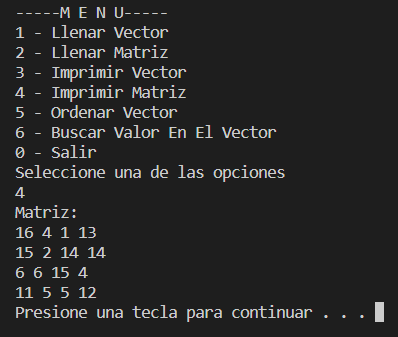 -----M E N U-----
1 - Llenar Vector
2 - Llenar Matriz
3 - Imprimir Vector
4 - Imprimir Matriz
5 - Ordenar Vector
6 - Buscar Valor En El Vector
0 - Salir
Seleccione una de las opciones
4
Matriz:
16 4 1 13
15 2 14 14
6 6 15 4
11 5 5 12
Presione una tecla para continuar . . .